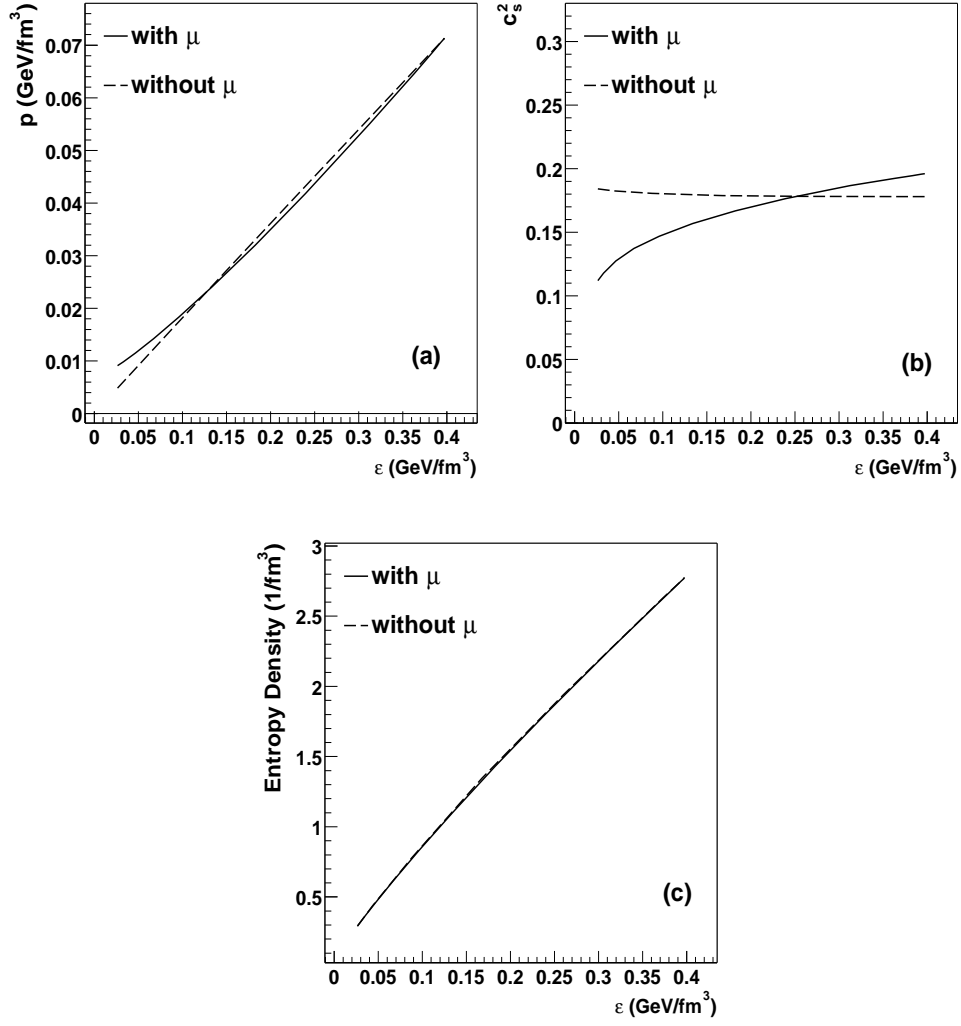 p (GeV/fm³)
with μ
without μ
0.07
0.06
0.05
0.04
0.03
0.02
0.01
0
(a)
0 0.05 0.1 0.15 0.2 0.25 0.3 0.35 0.4
ε (GeV/fm³)
c_s²
with μ
without μ
0.3
0.25
0.2
0.15
0.1
0.05
0
(b)
0 0.05 0.1 0.15 0.2 0.25 0.3 0.35 0.4
ε (GeV/fm³)
Entropy Density (1/fm³)
with μ
without μ
3
2.5
2
1.5
1
0.5
(c)
0 0.05 0.1 0.15 0.2 0.25 0.3 0.35 0.4
ε (GeV/fm³)